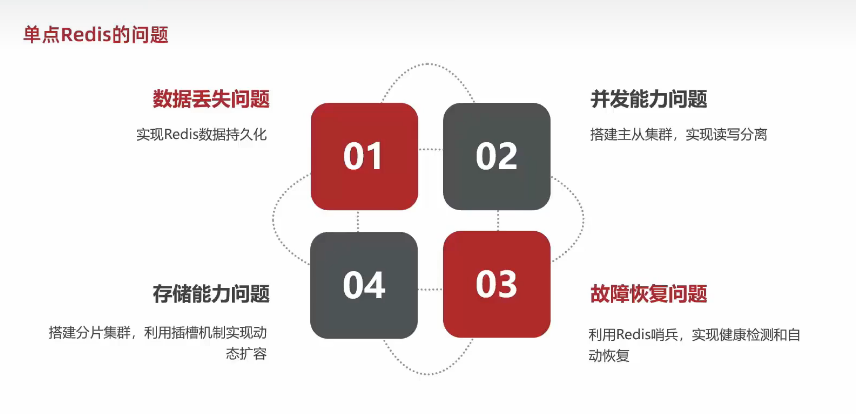 单点Redis的问题
数据丢失问题
实现Redis数据持久化
01
02
并发能力问题
搭建主从集群，实现读写分离
存储能力问题
搭建分片集群，利用插槽机制实现动
态扩容
04
03
故障恢复问题
利用Redis哨兵，实现健康检测和自
动恢复